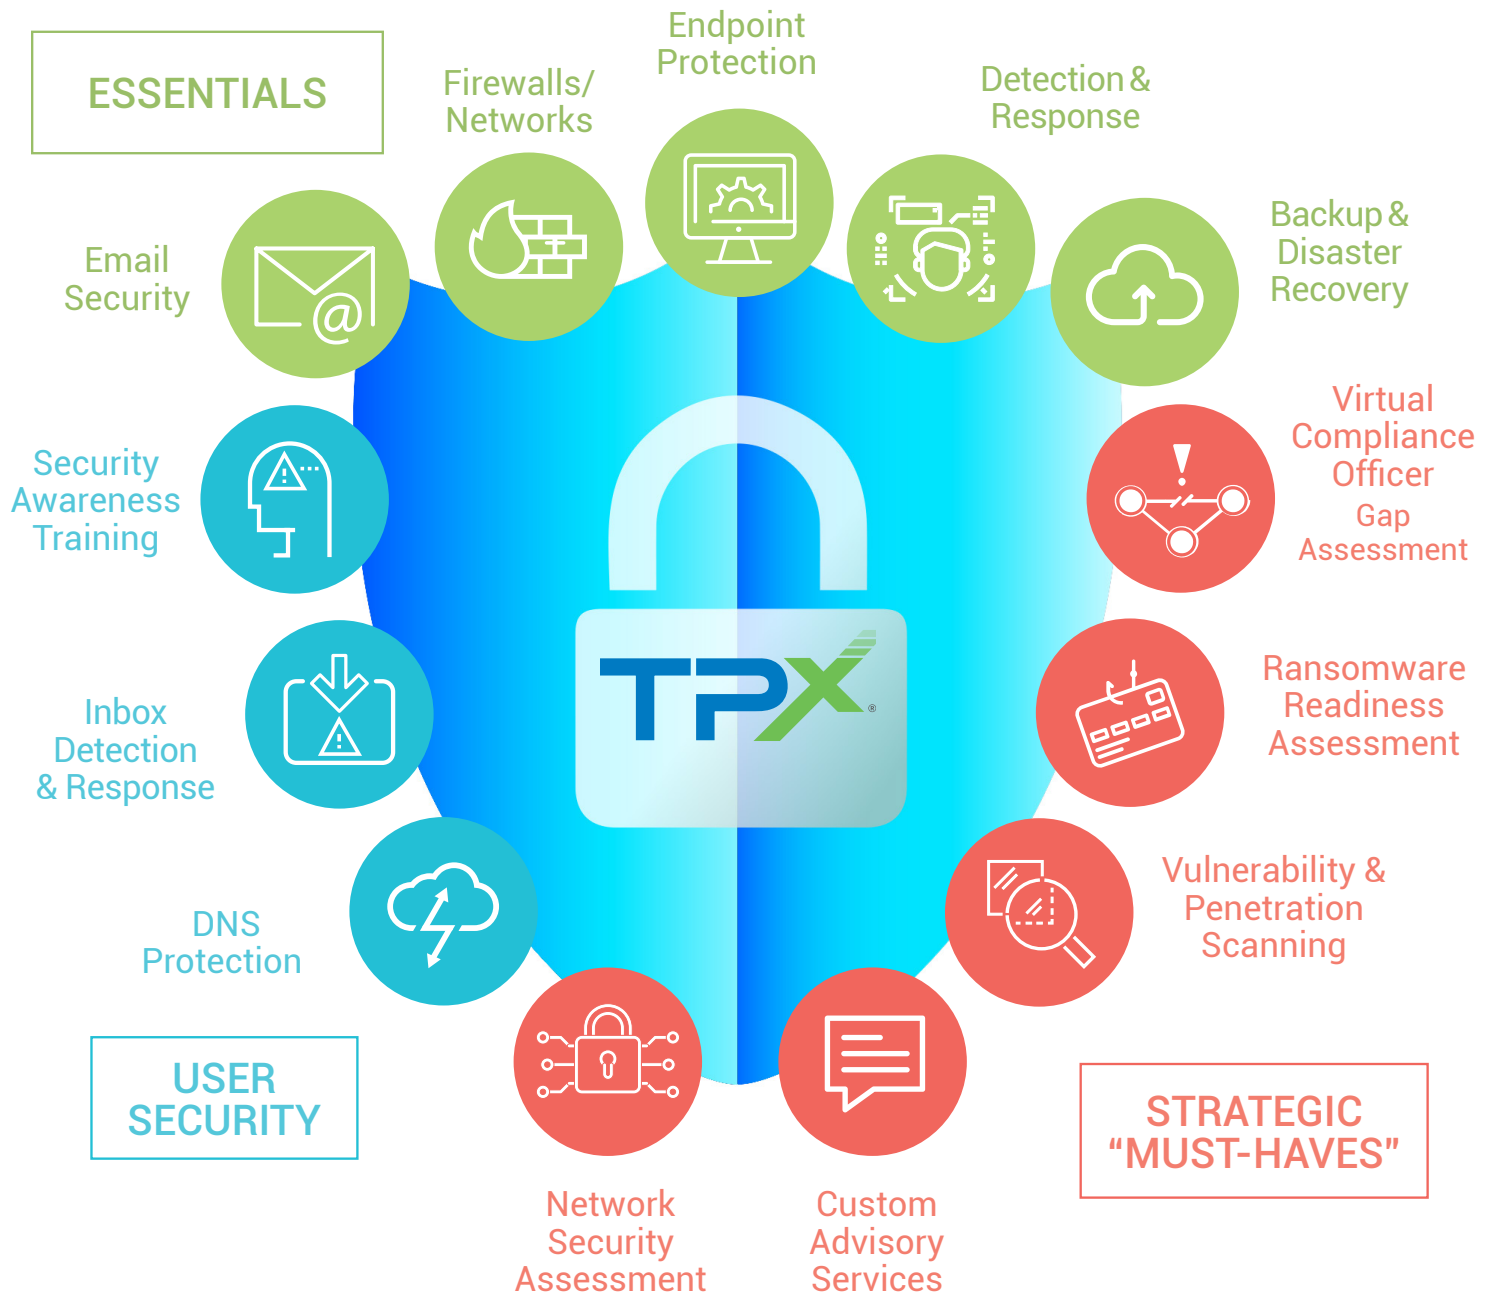 ESSENTIALS
Email
Security
Firewalls/
Networks
Endpoint
Protection
Detection &
Response
Backup &
Disaster
Recovery
Virtual
Compliance
Officer
Gap
Assessment
Ransomware
Readiness
Assessment
Vulnerability &
Penetration
Scanning
STRATEGIC
“MUST-HAVES”
Custom
Advisory
Services
Network
Security
Assessment
USER
SECURITY
DNS
Protection
Inbox
Detection
& Response
Security
Awareness
Training
@
TPX®